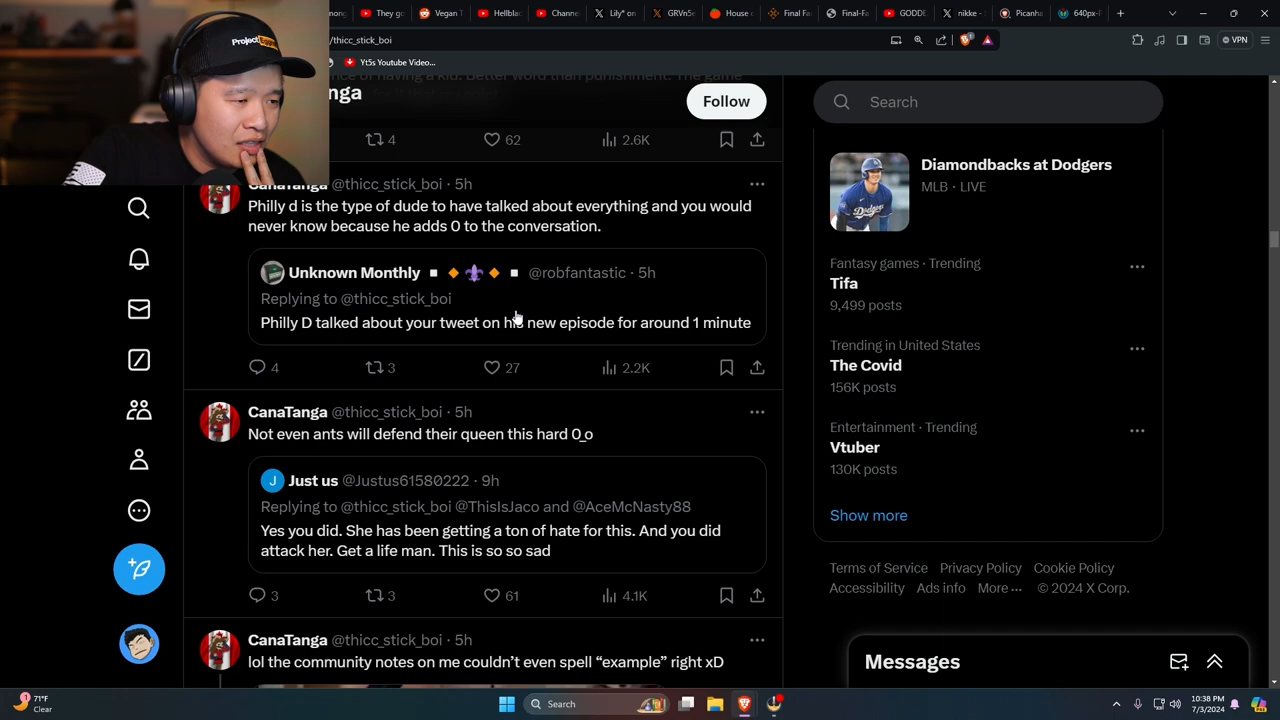 mong
They go
Vegan T
Hellblac
Channe
Lily* on
GRVn5e
House o
Final Fa
Final-Fa
GODDE
nikke -
Picanha
640px-F
/thicc_stick_boi
VPN
Yt5s Youtube Video...
Project
nce of having a kid. Better word than punishment. The game
nga
Follow
4
62
2.6K
CanaTanga @thicc_stick_boi · 5h
Philly d is the type of dude to have talked about everything and you would
never know because he adds 0 to the conversation.
Unknown Monthly @robfantastic · 5h
Replying to @thicc_stick_boi
Philly D talked about your tweet on his new episode for around 1 minute
4
3
27
2.2K
CanaTanga @thicc_stick_boi · 5h
Not even ants will defend their queen this hard 0_o
J
Just us @Justus61580222 · 9h
Replying to @thicc_stick_boi @ThisIsJaco and @AceMcNasty88
Yes you did. She has been getting a ton of hate for this. And you did
attack her. Get a life man. This is so so sad
3
3
61
4.1K
CanaTanga @thicc_stick_boi · 5h
lol the community notes on me couldn't even spell "example" right xD
Search
Diamondbacks at Dodgers
MLB · LIVE
Dodgers
Fantasy games · Trending
Tifa
9,499 posts
Trending in United States
The Covid
156K posts
Entertainment · Trending
Vtuber
130K posts
Show more
Terms of Service Privacy Policy Cookie Policy
Accessibility Ads info More ··· © 2024 X Corp.
Messages
1
71°F
Clear
Search
10:38 PM
7/3/2024